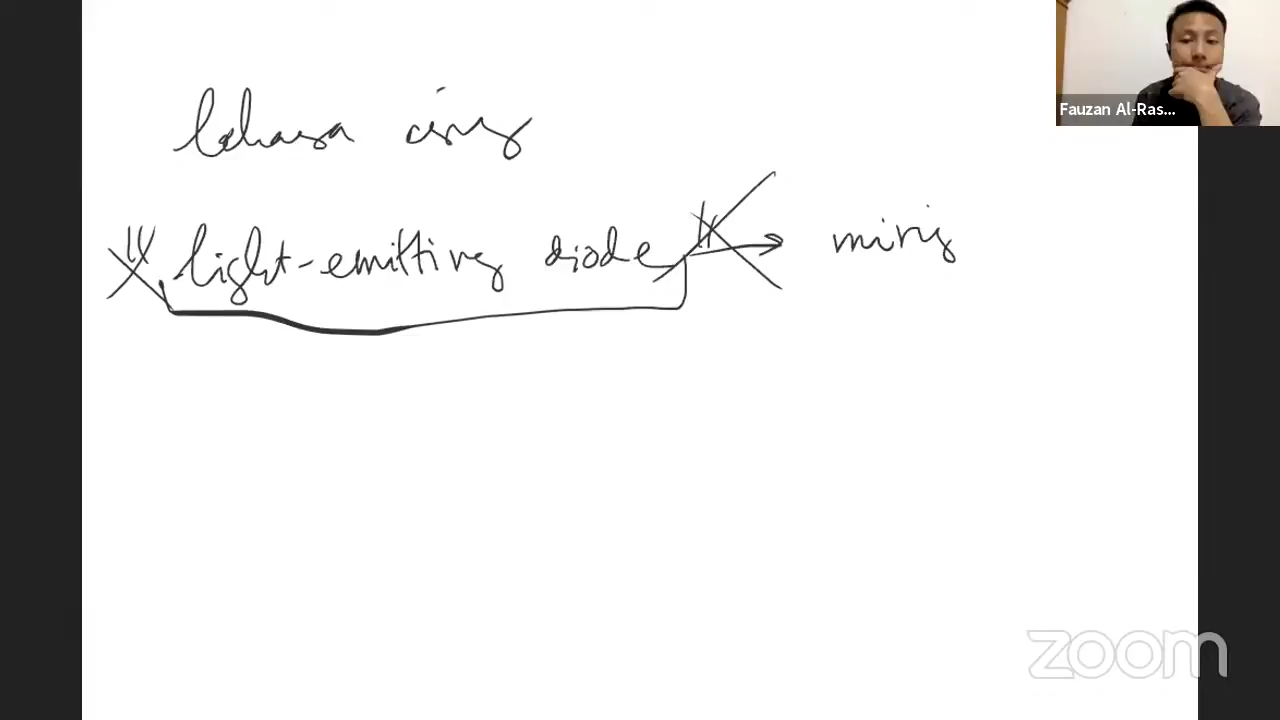 Fauzan Al-Ras...
bahasa asing
"light-emitting diode" → miring
zoom